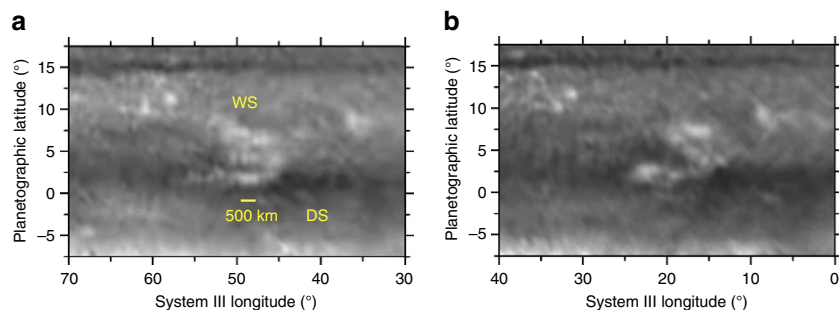 a
15
10
5
0
–5
Planetographic latitude (°)
WS
500 km
DS
70 60 50 40 30
System III longitude (°)
b
15
10
5
0
–5
Planetographic latitude (°)
40 30 20 10 0
System III longitude (°)